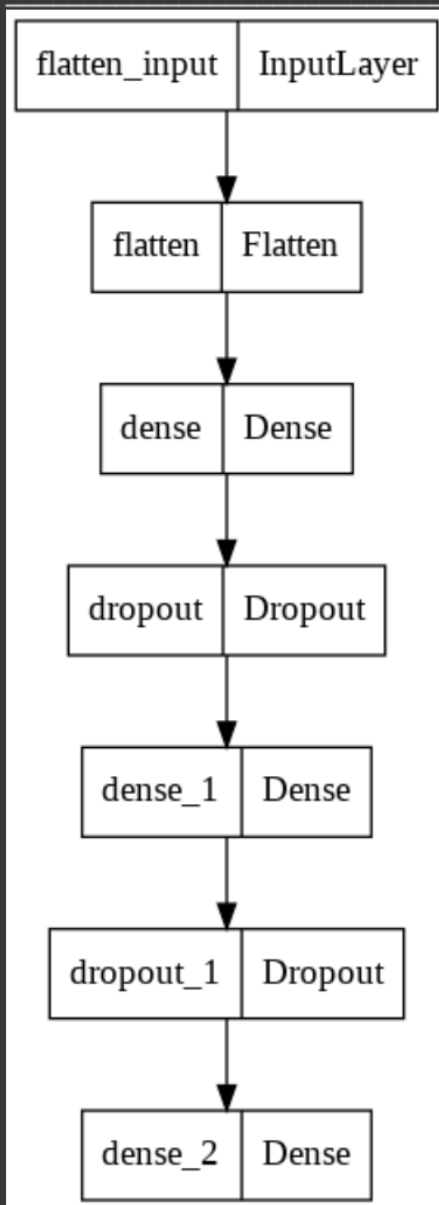 flatten_input InputLayer
flatten Flatten
dense Dense
dropout Dropout
dense_1 Dense
dropout_1 Dropout
dense_2 Dense